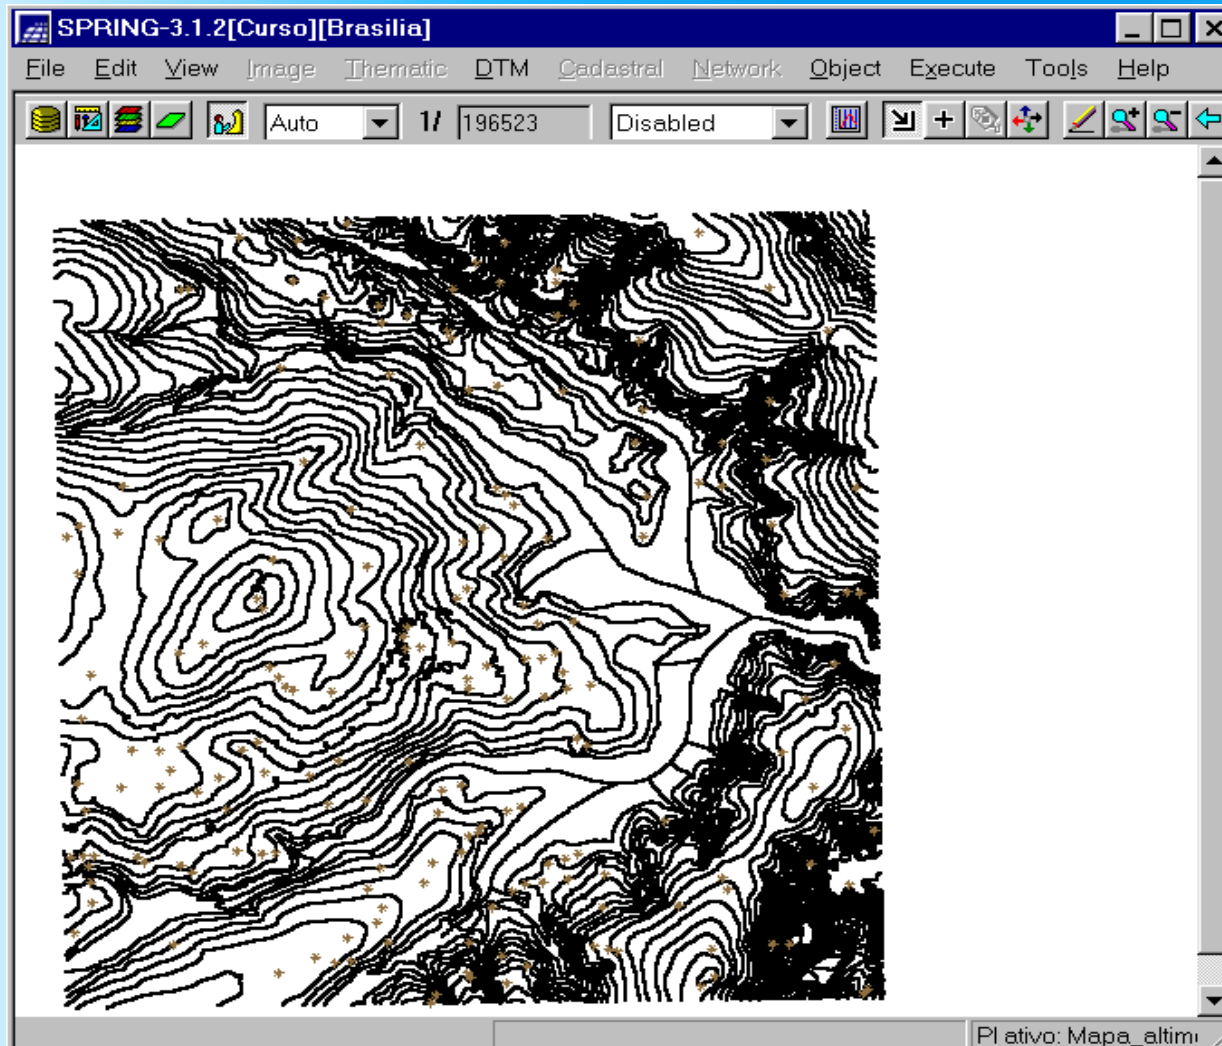 SPRING-3.1.2[Curso][Brasilia]
File Edit View Image Thematic DTM Cadastral Network Object Execute Tools Help
Auto 1/ 196523 Disabled
Pl ativo: Mapa_altim